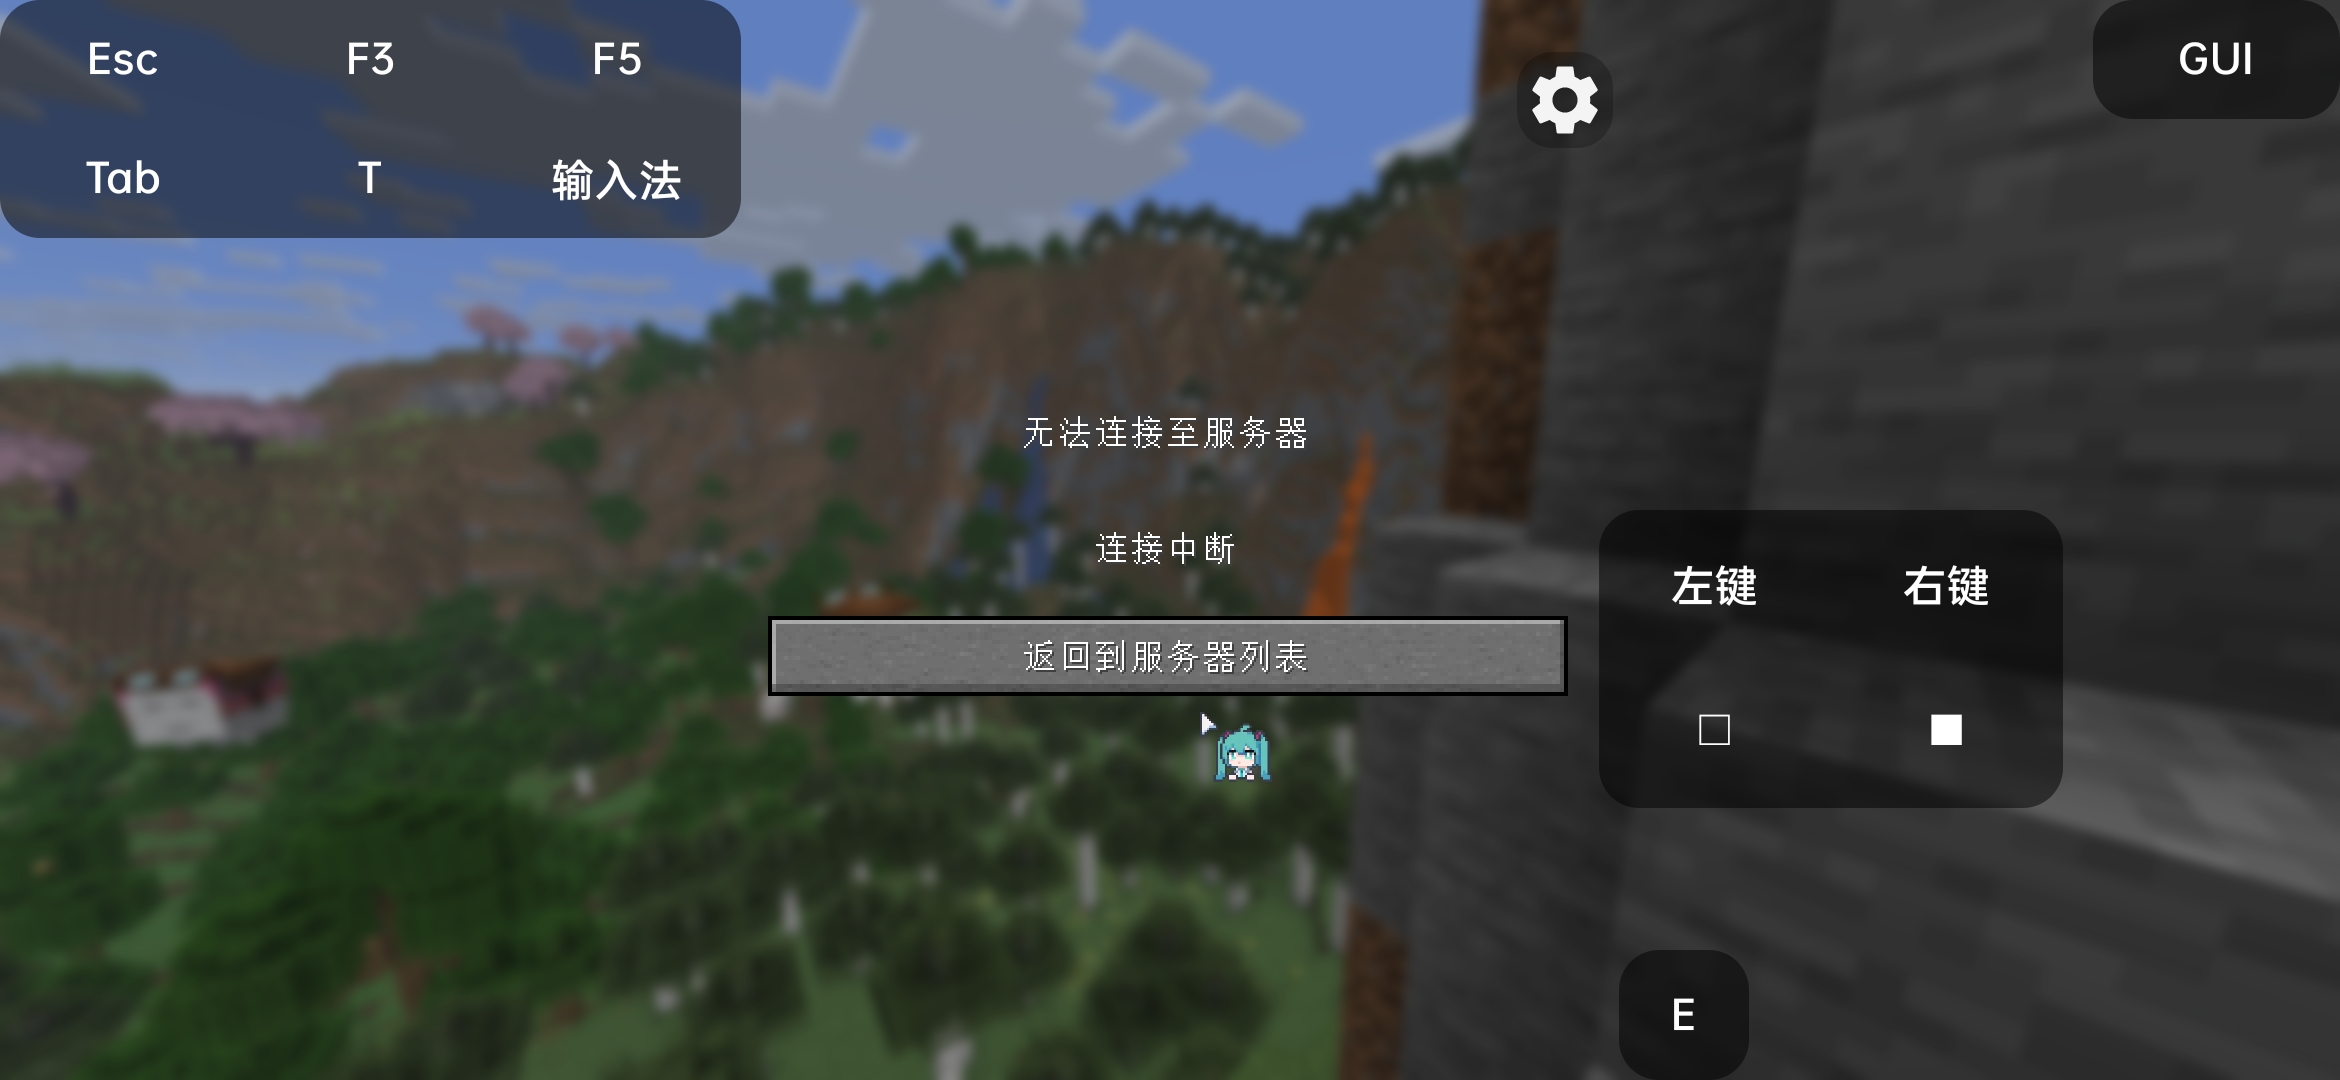 Esc F3 F5
GUI
Tab T 输入法
无法连接至服务器
连接中断
左键 右键
返回到服务器列表
□ ■
E